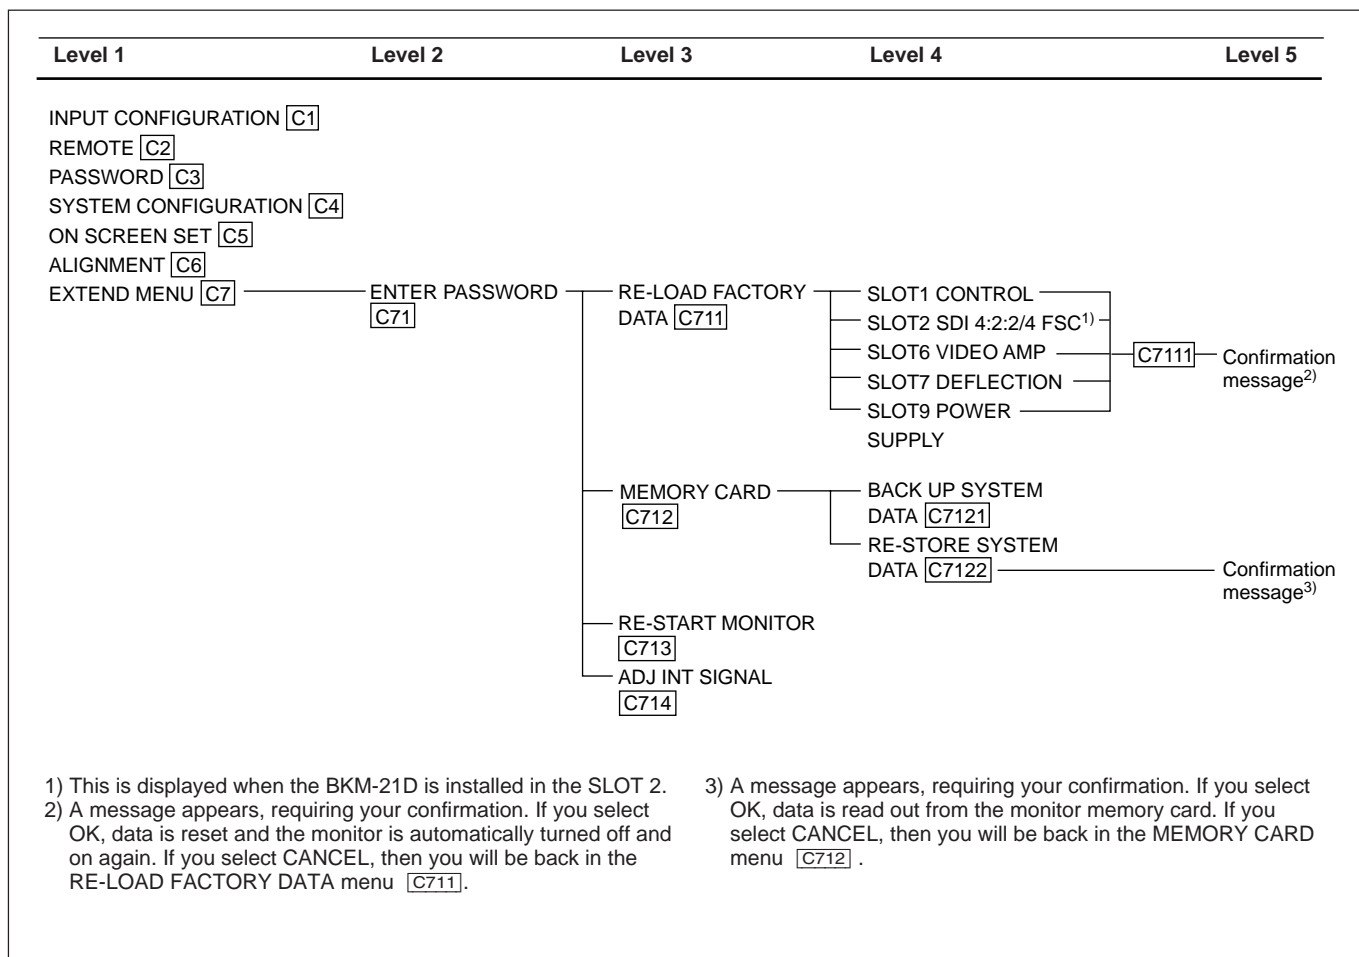 Level 1 Level 2 Level 3 Level 4 Level 5
INPUT CONFIGURATION C1
REMOTE C2
PASSWORD C3
SYSTEM CONFIGURATION C4
ON SCREEN SET C5
ALIGNMENT C6
EXTEND MENU C7
ENTER PASSWORD
C71
RE-LOAD FACTORY
DATA C711
SLOT1 CONTROL
SLOT2 SDI 4:2:2/4 FSC1)
SLOT6 VIDEO AMP
SLOT7 DEFLECTION
SLOT9 POWER
SUPPLY
C7111
Confirmation
message2)
MEMORY CARD
C712
BACK UP SYSTEM
DATA C7121
RE-STORE SYSTEM
DATA C7122
Confirmation
message3)
RE-START MONITOR
C713
ADJ INT SIGNAL
C714
1) This is displayed when the BKM-21D is installed in the SLOT 2.
2) A message appears, requiring your confirmation. If you select
OK, data is reset and the monitor is automatically turned off and
on again. If you select CANCEL, then you will be back in the
RE-LOAD FACTORY DATA menu C711.
3) A message appears, requiring your confirmation. If you select
OK, data is read out from the monitor memory card. If you
select CANCEL, then you will be back in the MEMORY CARD
menu C712 .